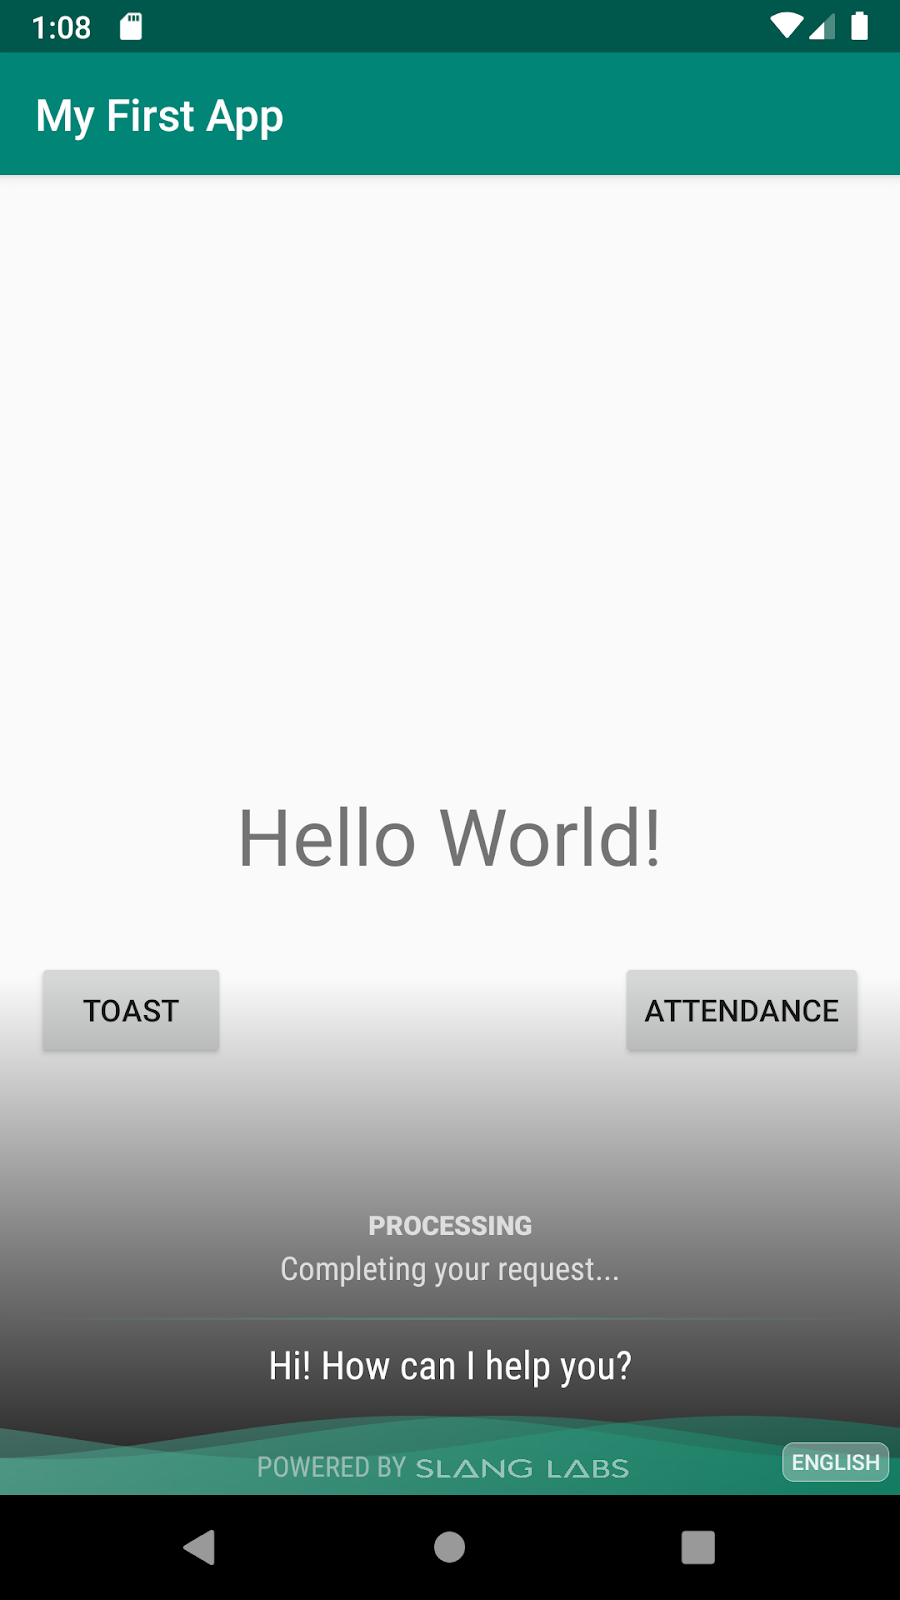 1:08
My First App
Hello World!
TOAST
ATTENDANCE
PROCESSING
Completing your request...
Hi! How can I help you?
POWERED BY SLANG LABS
ENGLISH